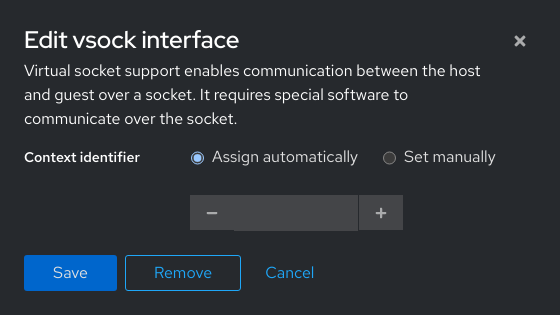 Edit vsock interface
Virtual socket support enables communication between the host
and guest over a socket. It requires special software to
communicate over the socket.
Context identifier Assign automatically Set manually
Save Remove Cancel